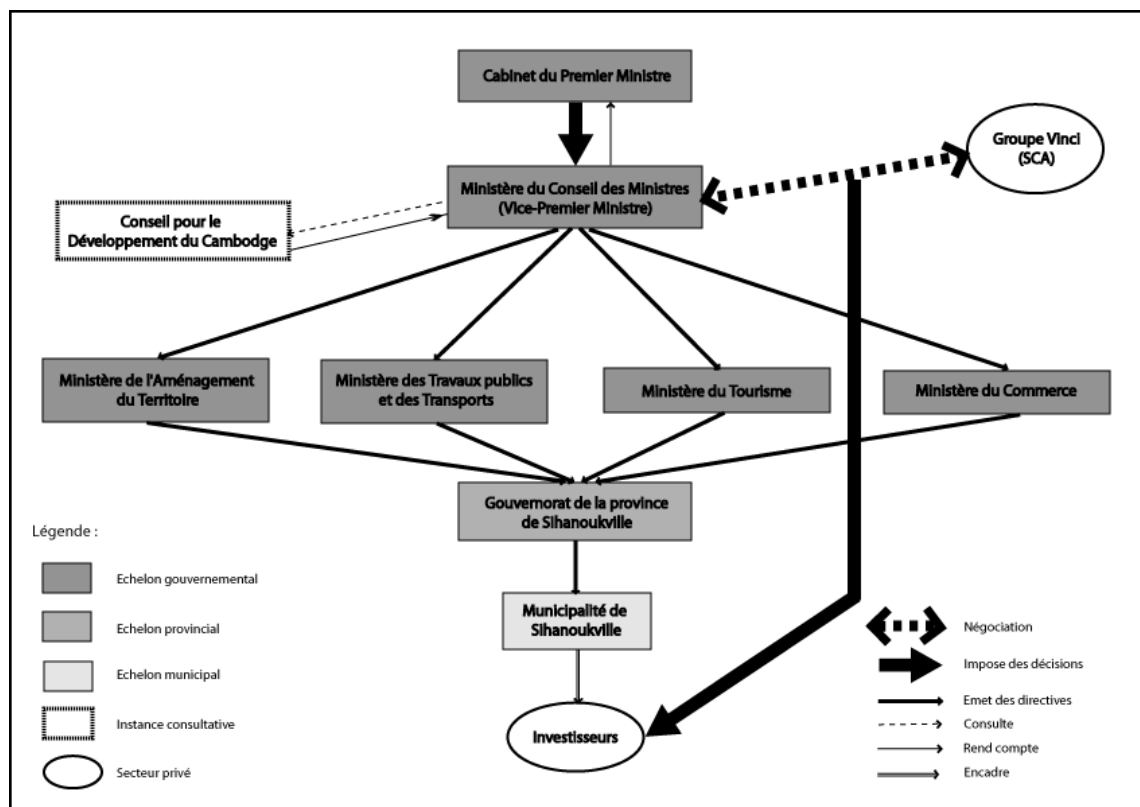 Cabinet du Premier Ministre
Groupe Vinci
(SCA)
Ministère du Conseil des Ministres
(Vice-Premier Ministre)
Conseil pour le
Développement du Cambodge
Ministère de l'Aménagement
du Territoire
Ministère des Travaux publics
et des Transports
Ministère du Tourisme
Ministère du Commerce
Gouvernorat de la province
de Sihanoukville
Municipalité de
Sihanoukville
Investisseurs
Légende :
Echelon gouvernemental
Echelon provincial
Echelon municipal
Instance consultative
Secteur privé
Négociation
Impose des décisions
Emet des directives
Consulte
Rend compte
Encadre